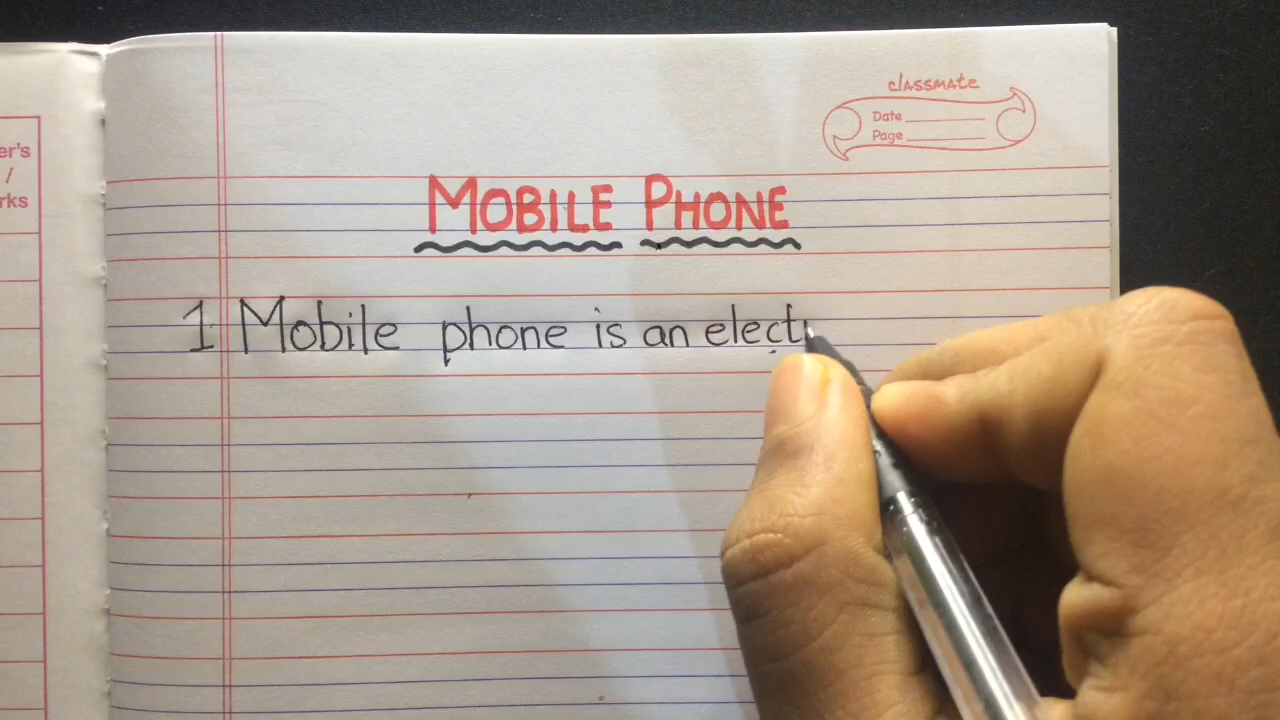 er's
/
rks
classmate
Date
Page
MOBILE PHONE
1 Mobile phone is an elect